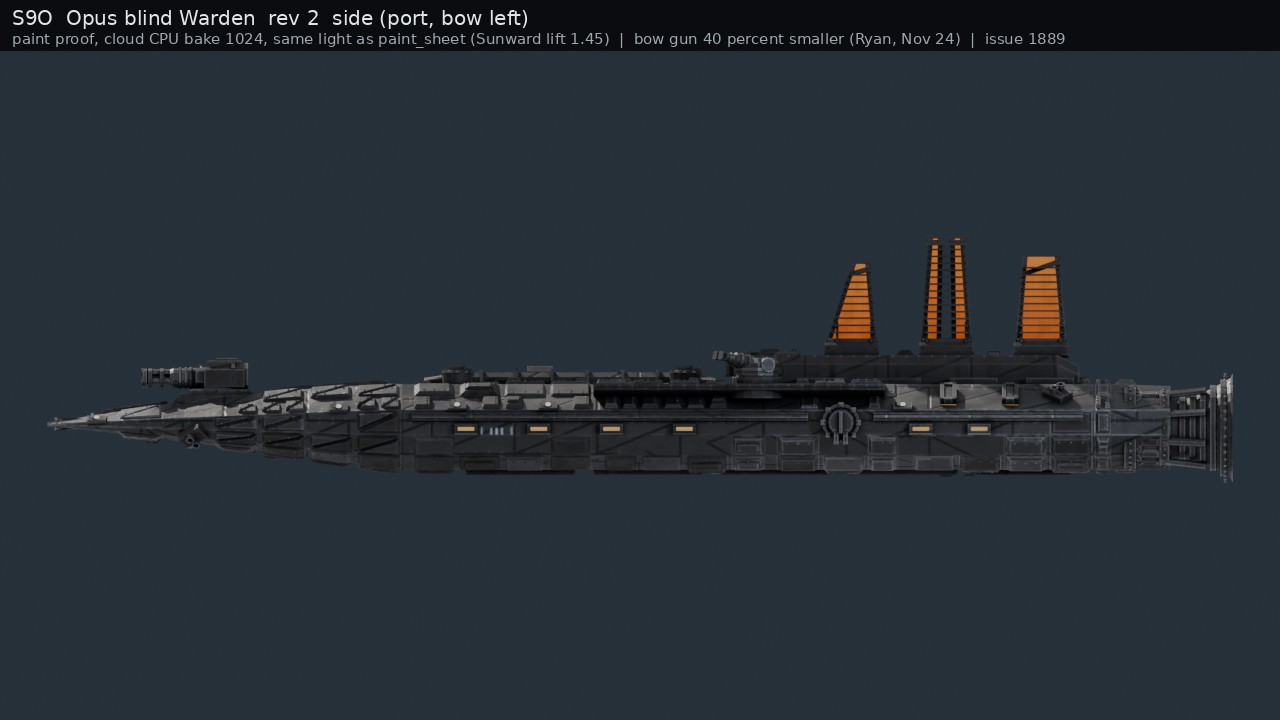 S9O  Opus blind Warden  rev 2  side (port, bow left)
paint proof, cloud CPU bake 1024, same light as paint_sheet (Sunward lift 1.45)  |  bow gun 40 percent smaller (Ryan, Nov 24)  |  issue 1889